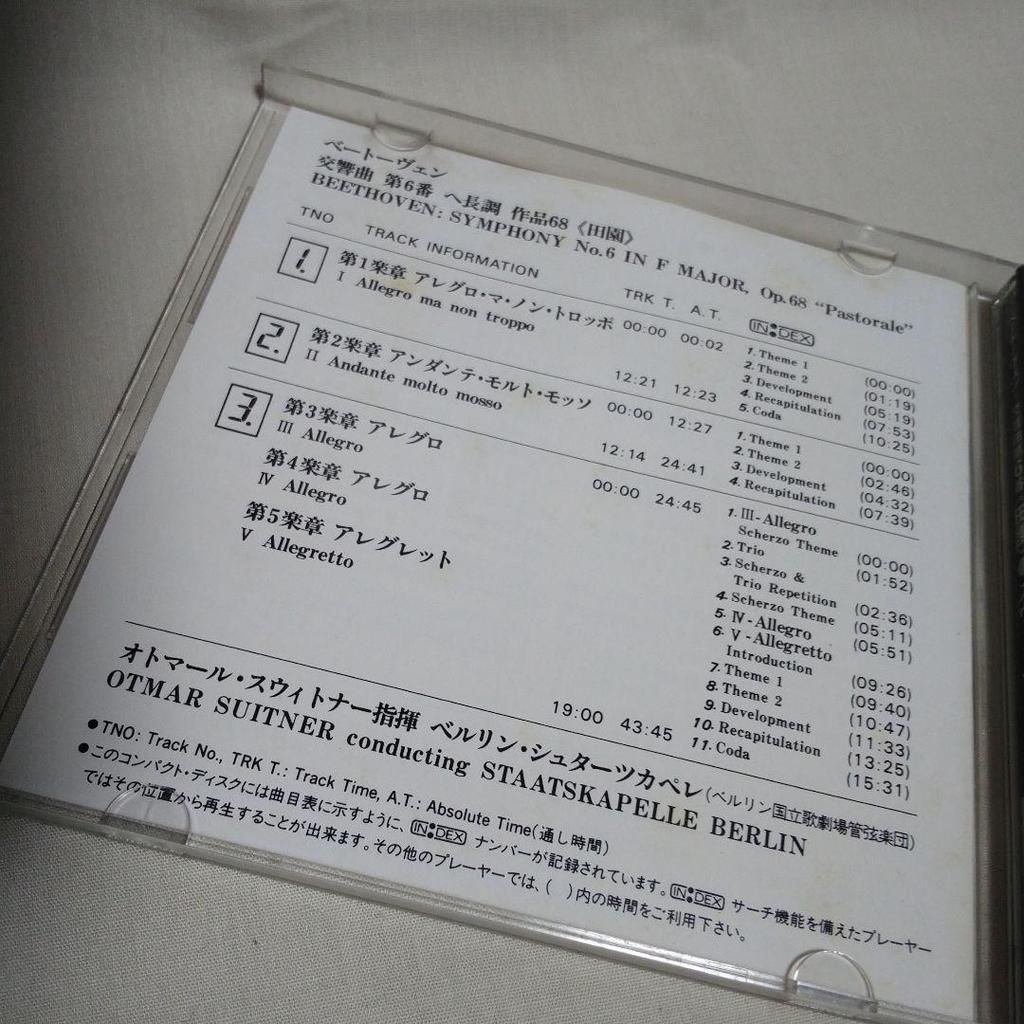 ベートーヴェン
交響曲 第6番 ヘ長調 作品68《田園》
BEETHOVEN: SYMPHONY No.6 IN F MAJOR, Op.68 “Pastorale”
TNO TRACK INFORMATION TRK T. A.T. INDEX
1. 第1楽章 アレグロ・マ・ノン・トロッポ 00:00 00:02
I Allegro ma non troppo
12:21 12:23
1. Theme 1 (00:00)
2. Theme 2 (01:19)
3. Development (05:19)
4. Recapitulation (07:53)
5. Coda (10:25)
2. 第2楽章 アンダンテ・モルト・モッソ 00:00 12:27
II Andante molto mosso
12:14 24:41
1. Theme 1 (00:00)
2. Theme 2 (02:46)
3. Development (04:32)
4. Recapitulation (07:39)
3. 第3楽章 アレグロ 00:00 24:45
III Allegro
第4楽章 アレグロ
IV Allegro
第5楽章 アレグレット
V Allegretto
19:00 43:45
1. III-Allegro
Scherzo Theme (00:00)
2. Trio (01:52)
3. Scherzo &
Trio Repetition (02:36)
4. Scherzo Theme (05:11)
5. IV-Allegro (05:51)
6. V-Allegretto
Introduction (09:26)
7. Theme 1 (09:40)
8. Theme 2 (10:47)
9. Development (11:33)
10. Recapitulation (13:25)
11. Coda (15:31)
オトマール・スウィトナー指揮 ベルリン・シュターツカペレ(ベルリン国立歌劇場管弦楽団)
OTMAR SUITNER conducting STAATSKAPELLE BERLIN
●TNO: Track No., TRK T.: Track Time, A.T.: Absolute Time(通し時間)
●このコンパクト・ディスクには曲目表に示すように、INDEX ナンバーが記録されています。INDEX サーチ機能を備えたプレーヤー
ではその位置から再生することが出来ます。その他のプレーヤーでは、( )内の時間をご利用下さい。